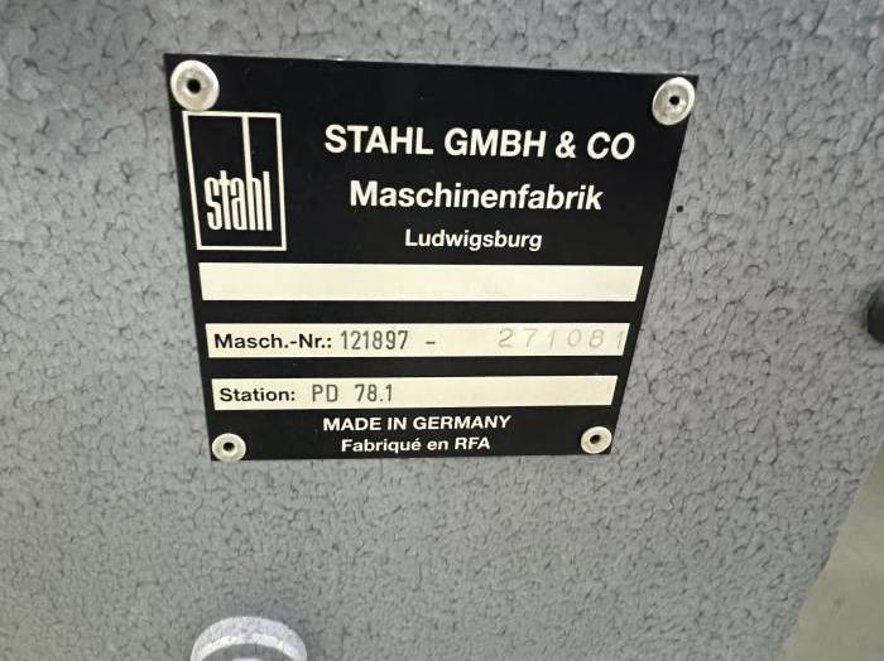 stahl
STAHL GMBH & CO
Maschinenfabrik
Ludwigsburg
Masch.-Nr.: 121897 - 271081
Station: PD 78.1
MADE IN GERMANY
Fabriqué en RFA